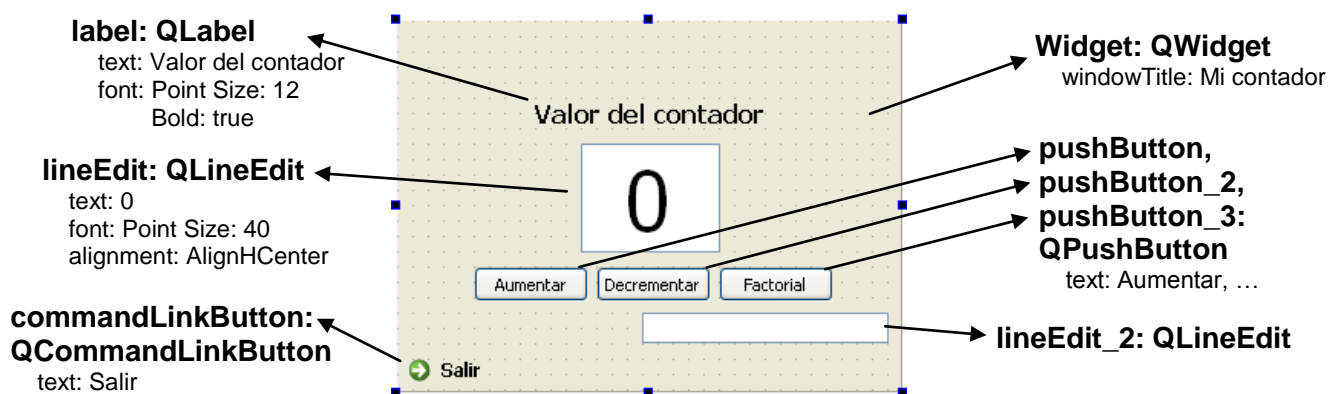 label: QLabel
text: Valor del contador
font: Point Size: 12
Bold: true
lineEdit: QLineEdit
text: 0
font: Point Size: 40
alignment: AlignHCenter
commandLinkButton:
QCommandLinkButton
text: Salir
Valor del contador
0
Aumentar
Decrementar
Factorial
Salir
Widget: QWidget
windowTitle: Mi contador
pushButton,
pushButton_2,
pushButton_3:
QPushButton
text: Aumentar, …
lineEdit_2: QLineEdit